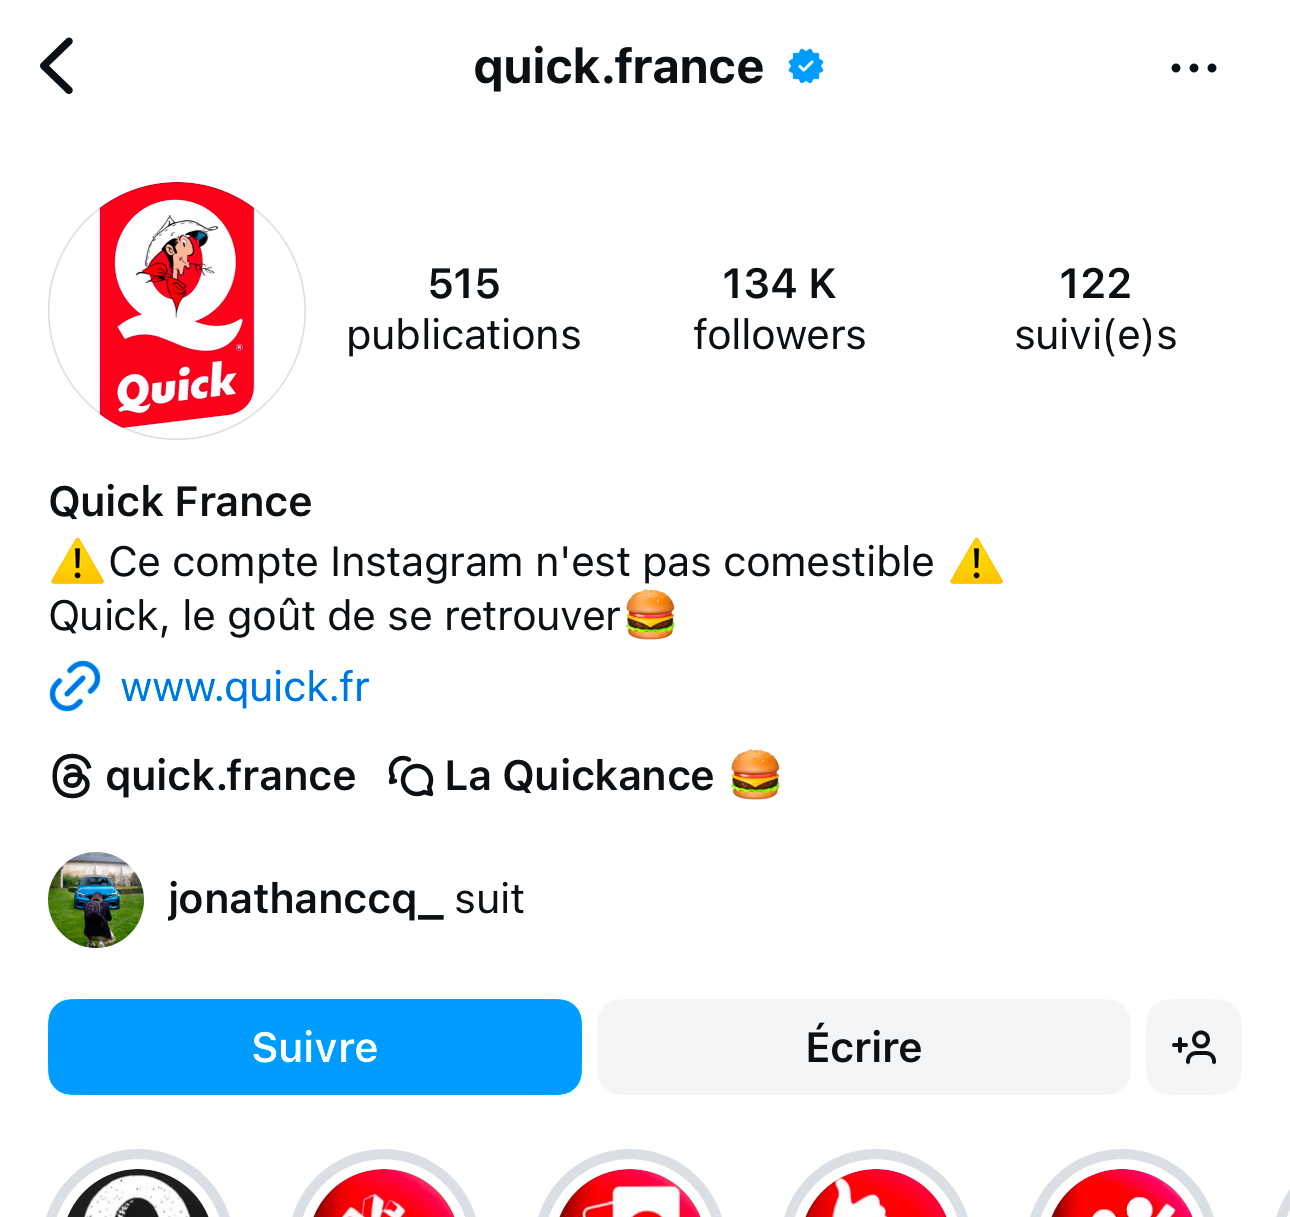 quick.france
Quick
515
publications
134 K
followers
122
suivi(e)s
Quick France
⚠️Ce compte Instagram n'est pas comestible ⚠️
Quick, le goût de se retrouver🍔
www.quick.fr
quick.france La Quickance 🍔
jonathanccq_ suit
Suivre
Écrire